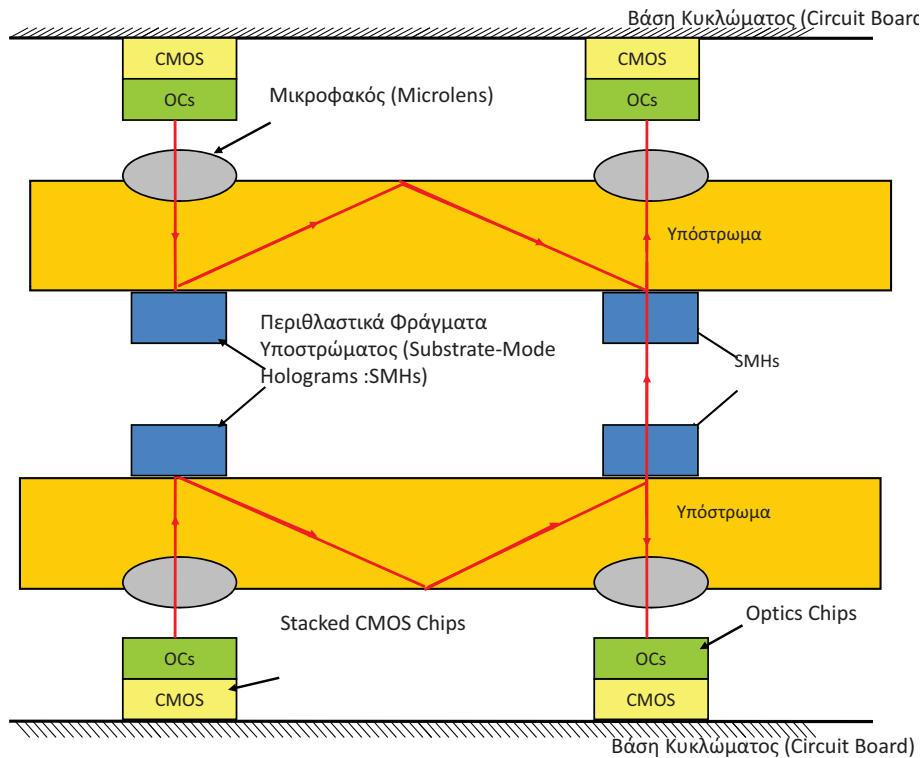 Βάση Κυκλώματος (Circuit Board
CMOS
CMOS
OCs
OCs
Μικροφακός (Microlens)
Υπόστρωμα
Περιθλαστικά Φράγματα
Υποστρώματος (Substrate-Mode
Holograms :SMHs)
SMHs
Υπόστρωμα
Stacked CMOS Chips
Optics Chips
OCs
OCs
CMOS
CMOS
Βάση Κυκλώματος (Circuit Board)